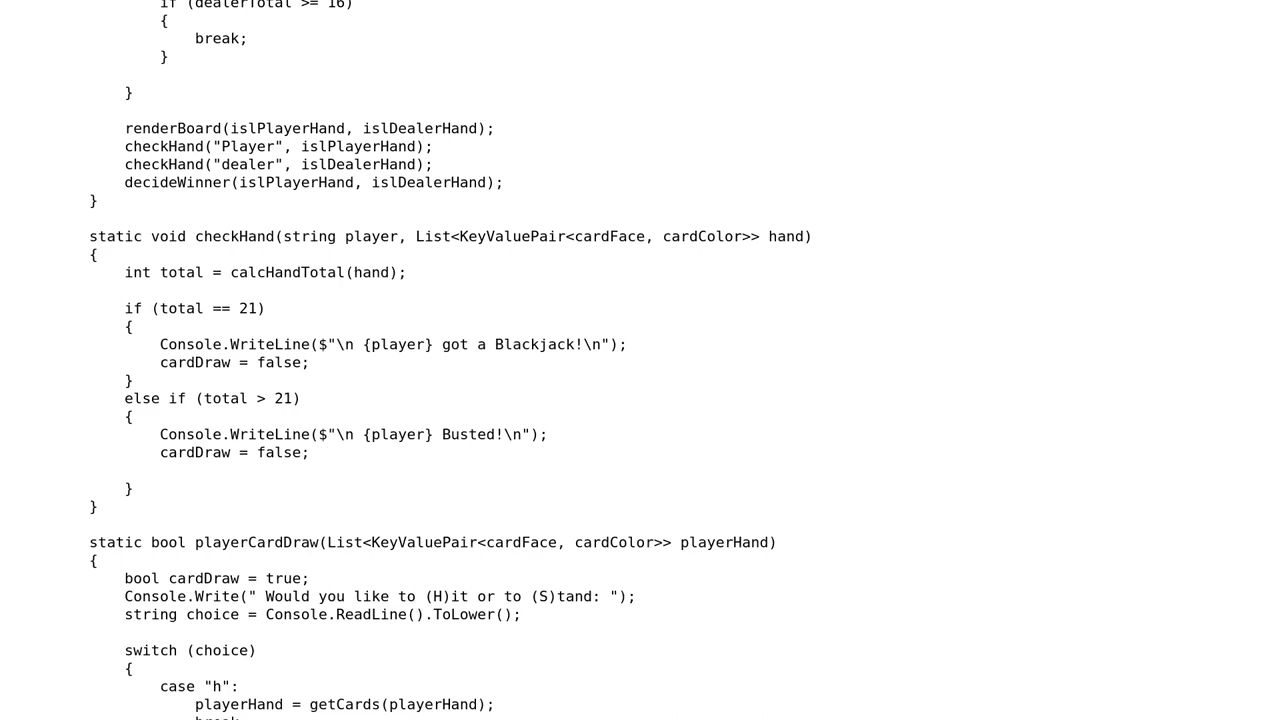 if (dealerTotal >= 16)
{
break;
}
}
renderBoard(islPlayerHand, islDealerHand);
checkHand("Player", islPlayerHand);
checkHand("dealer", islDealerHand);
decideWinner(islPlayerHand, islDealerHand);
}
static void checkHand(string player, List<KeyValuePair<cardFace, cardColor>> hand)
{
int total = calcHandTotal(hand);
if (total == 21)
{
Console.WriteLine($"\n {player} got a Blackjack!\n");
cardDraw = false;
}
else if (total > 21)
{
Console.WriteLine($"\n {player} Busted!\n");
cardDraw = false;
}
}
static bool playerCardDraw(List<KeyValuePair<cardFace, cardColor>> playerHand)
{
bool cardDraw = true;
Console.Write(" Would you like to (H)it or to (S)tand: ");
string choice = Console.ReadLine().ToLower();
switch (choice)
{
case "h":
playerHand = getCards(playerHand);